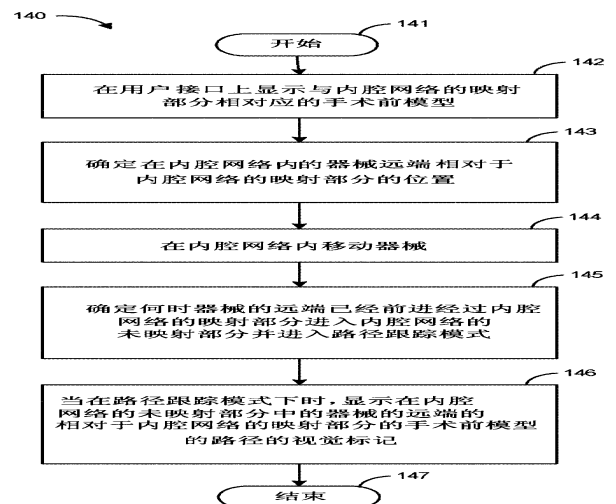 140
141
开始
142
在用户接口上显示与内腔网络的映射
部分相对应的手术前模型
143
确定在内腔网络内的器械远端相对于
内腔网络的映射部分的位置
144
在内腔网络内移动器械
145
确定何时器械的远端已经前进经过内腔
网络的映射部分进入内腔网络的
未映射部分并进入路径跟踪模式
146
当在路径跟踪模式下时,显示在内腔
网络的未映射部分中的器械的远端的
相对于内腔网络的映射部分的手术前模型
的路径的视觉标记
147
结束